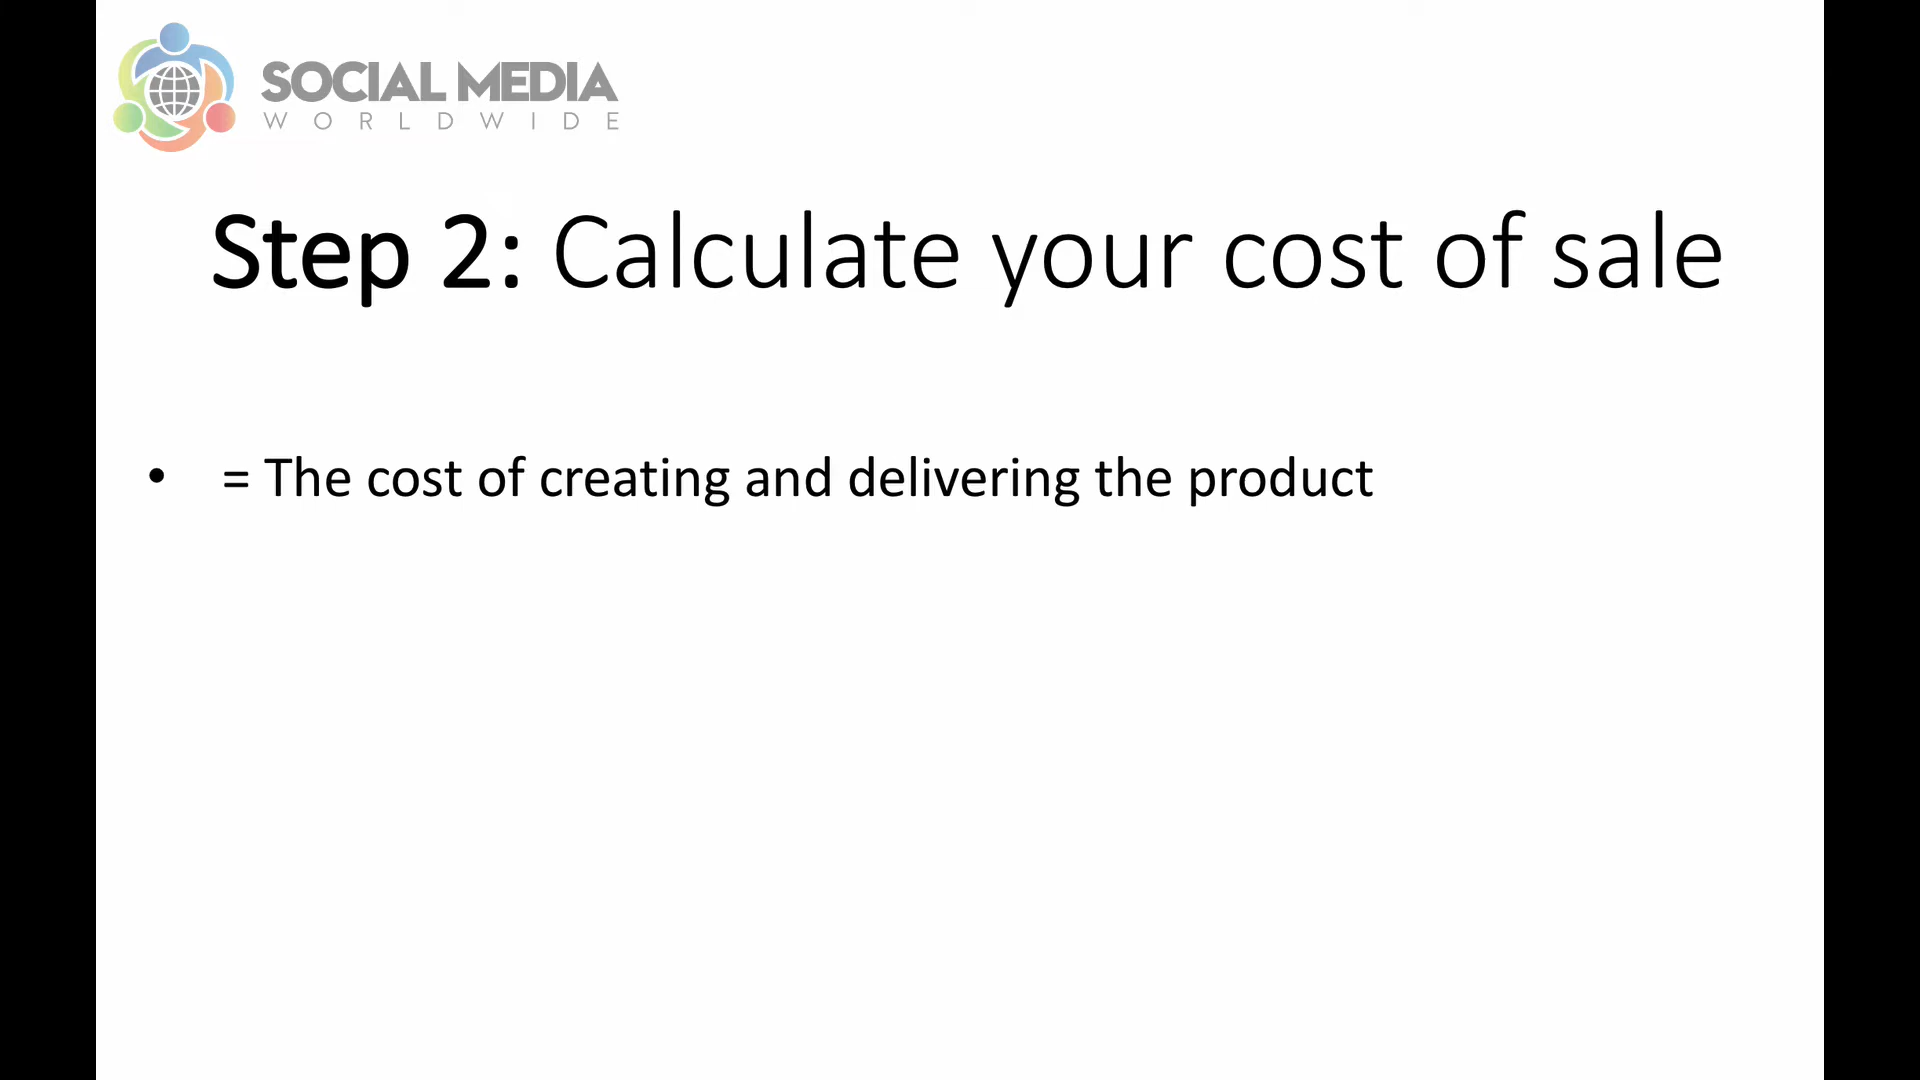 SOCIAL MEDIA
WORLDWIDE
Step 2: Calculate your cost of sale
• = The cost of creating and delivering the product